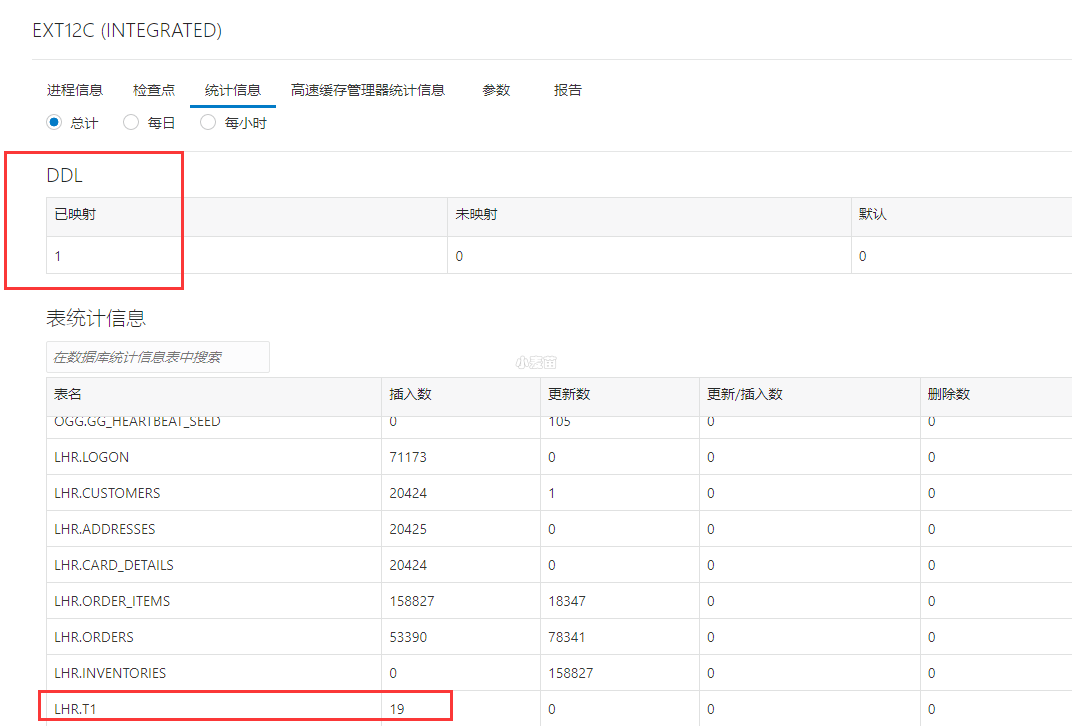 EXT12C (INTEGRATED)
进程信息 检查点 统计信息 高速缓存管理器统计信息 参数 报告
总计 每日 每小时
DDL
已映射 未映射 默认
1 0 0
表统计信息
在数据库统计信息表中搜索
小云苗
表名 插入数 更新数 更新/插入数 删除数
OGG.GG_HEARTBEAT_SEED 0 105 0 0
LHR.LOGON 71173 0 0 0
LHR.CUSTOMERS 20424 1 0 0
LHR.ADDRESSES 20425 0 0 0
LHR.CARD_DETAILS 20424 0 0 0
LHR.ORDER_ITEMS 158827 18347 0 0
LHR.ORDERS 53390 78341 0 0
LHR.INVENTORIES 0 158827 0 0
LHR.T1 19 0 0 0